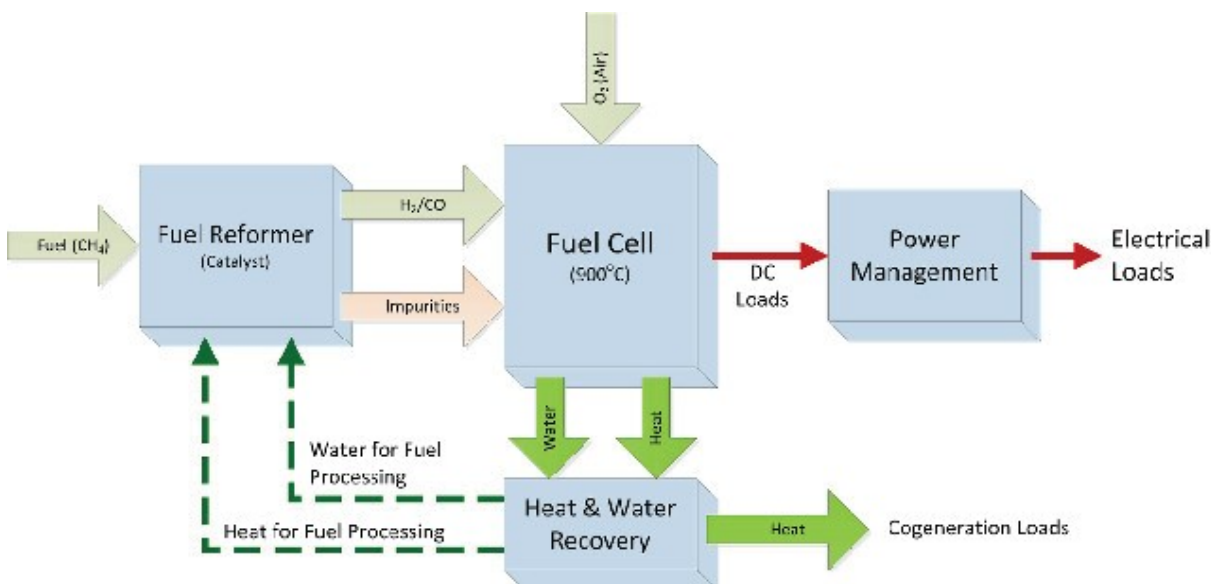 O₂ (Air)
Fuel (CH₄)
Fuel Reformer
(Catalyst)
H₂/CO
Impurities
Fuel Cell
(900°C)
DC
Loads
Power
Management
Electrical
Loads
Water
Heat
Water for Fuel
Processing
Heat for Fuel Processing
Heat & Water
Recovery
Heat
Cogeneration Loads